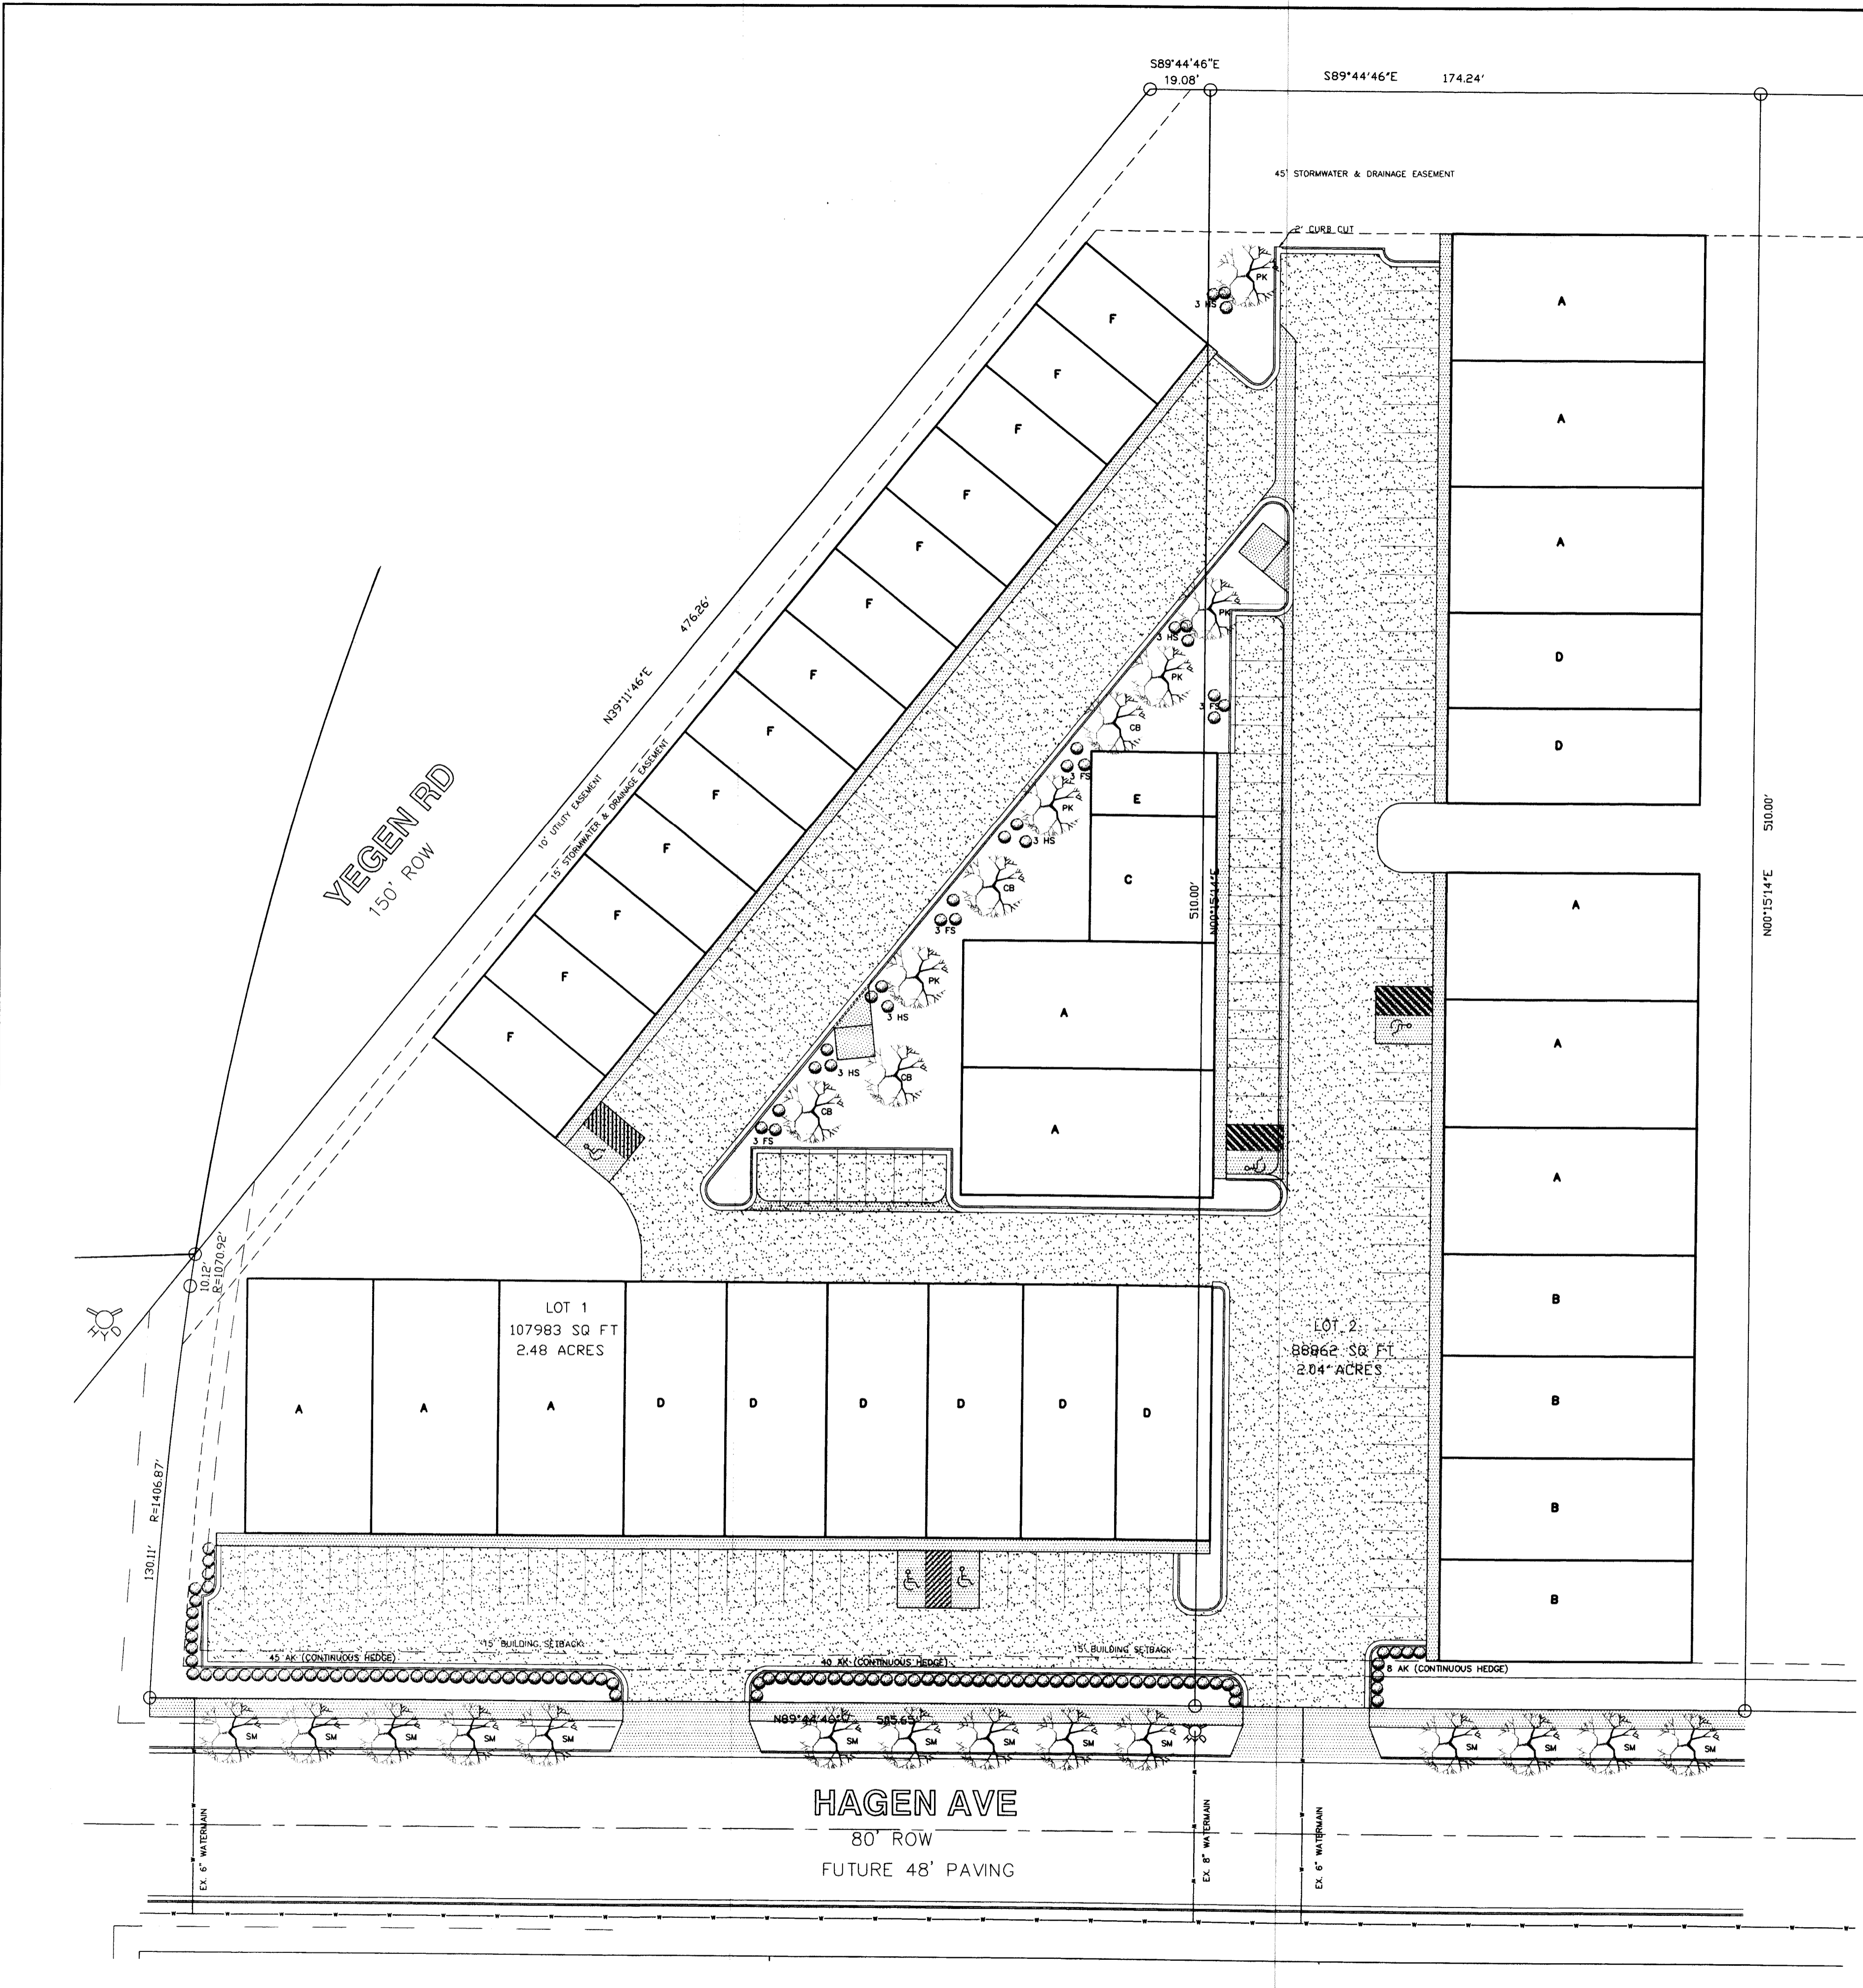 S89°44'46"E
19.08'
S89°44'46"E 174.24'
45' STORMWATER & DRAINAGE EASEMENT
2' CURB CUT
PK
3 HS
A
F
F
A
F
F
A
F
F
D
F
D
F
F
F
F
F
476.26'
N39°11'46"E
10' UTILITY EASEMENT
15' STORMWATER & DRAINAGE EASEMENT
YEGEN RD
150' ROW
PK
3 HS
PK
CB
3 FS
PK
3 HS
CB
3 FS
PK
3 HS
3 HS
CB
CB
3 FS
E
C
A
A
510.00'
N00°15'14"E
510.00'
N00°15'14"E
A
A
A
B
B
B
B
10.12'
R=1070.92'
HYD
LOT 1
107983 SQ FT
2.48 ACRES
LOT 2
88862 SQ FT
2.04 ACRES
A
A
A
D
D
D
D
D
D
130.11' R=1406.87'
15' BUILDING SETBACK
15' BUILDING SETBACK
45 AK (CONTINUOUS HEDGE)
40 AK (CONTINUOUS HEDGE)
8 AK (CONTINUOUS HEDGE)
SM
SM
SM
SM
SM
SM
SM
SM
SM
SM
SM
SM
SM
SM
HAGEN AVE
80' ROW
FUTURE 48' PAVING
EX. 6" WATERMAIN
EX. 8" WATERMAIN
EX. 6" WATERMAIN